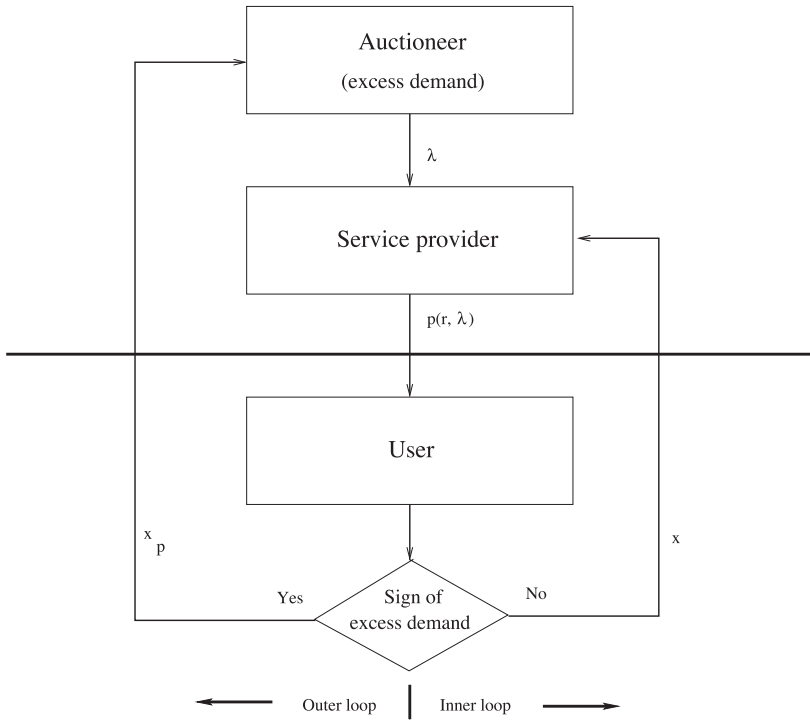 Auctioneer
(excess demand)
λ
Service provider
p(r, λ)
User
x p
x
Yes
Sign of
excess demand
No
Outer loop
Inner loop